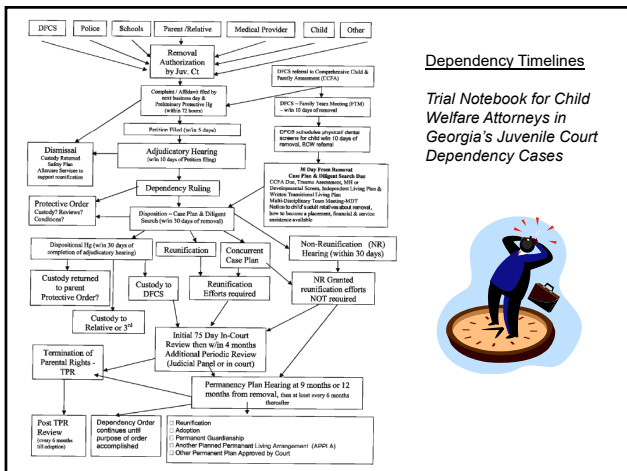 DFCS
Police
Schools
Parent /Relative
Medical Provider
Child
Other
Removal
Authorization
by Juv. Ct
DFCS referral to Comprehensive Child &
Family Assessment (CCFA)
Complaint / Affidavit filed by
next business day &
Preliminary Protective Hg
(within 72 hours)
DFCS – Family Team Meeting (FTM) –
w/in 10 days of removal
Petition Filed (w/in 5 days)
DFCS schedules physical/ dental
screens for child w/in 10 days of
removal, BCW referral
Dismissal
Custody Returned
Safety Plan
Aftercare Services to
support reunification
Adjudicatory Hearing
(w/in 10 days of Petition filing)
30 Day From Removal
Case Plan & Diligent Search Due
CCFA Due, Trauma Assessment, MH or
Developmental Screen, Independent Living Plan &
Written Transitional Living Plan
Multi-Disciplinary Team Meeting-MDT
Notice to child's adult relatives about removal,
how to become a placement, financial & service
assistance available
Dependency Ruling
Protective Order
Custody? Reviews?
Conditions?
Disposition – Case Plan & Diligent
Search (w/in 30 days of removal)
Dispositional Hg (w/in 30 days of
completion of adjudicatory hearing)
Reunification
Concurrent
Case Plan
Non-Reunification (NR)
Hearing (within 30 days)
Custody returned
to parent
Protective Order?
Custody to
DFCS
Reunification
Efforts required
NR Granted
reunification efforts
NOT required
Custody to
Relative or 3rd
Initial 75 Day In-Court
Review then w/in 4 months
Additional Periodic Review
(Judicial Panel or in court)
Termination of
Parental Rights -
TPR
Permanency Plan Hearing at 9 months or 12
months from removal, then at least every 6 months
thereafter
Post TPR
Review
(every 6 months
till adoption)
Dependency Order
continues until
purpose of order
accomplished
☐ Reunification
☐ Adoption
☐ Permanent Guardianship
☐ Another Planned Permanent Living Arrangement (APPLA)
☐ Other Permanent Plan Approved by Court
Dependency Timelines
Trial Notebook for Child
Welfare Attorneys in
Georgia's Juvenile Court
Dependency Cases